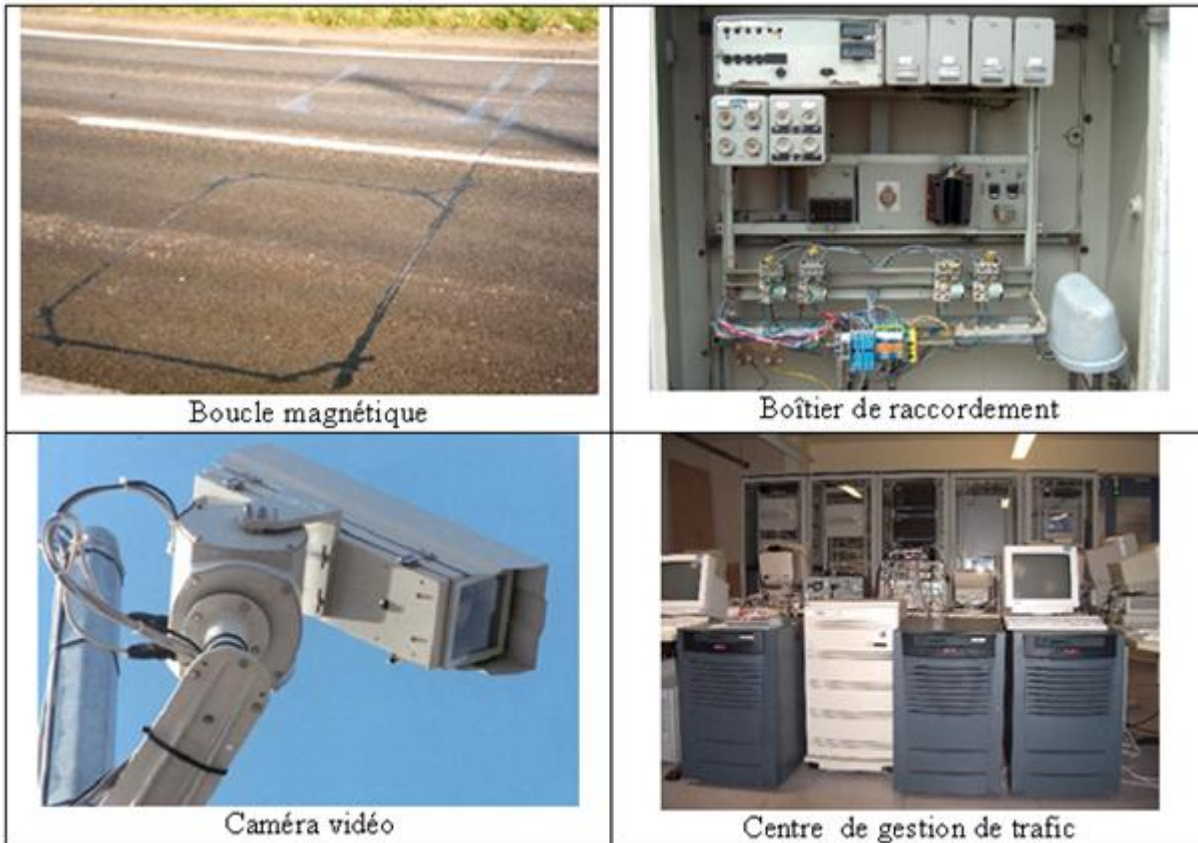 Boucle magnétique
Boîtier de raccordement
Caméra vidéo
Centre de gestion de trafic